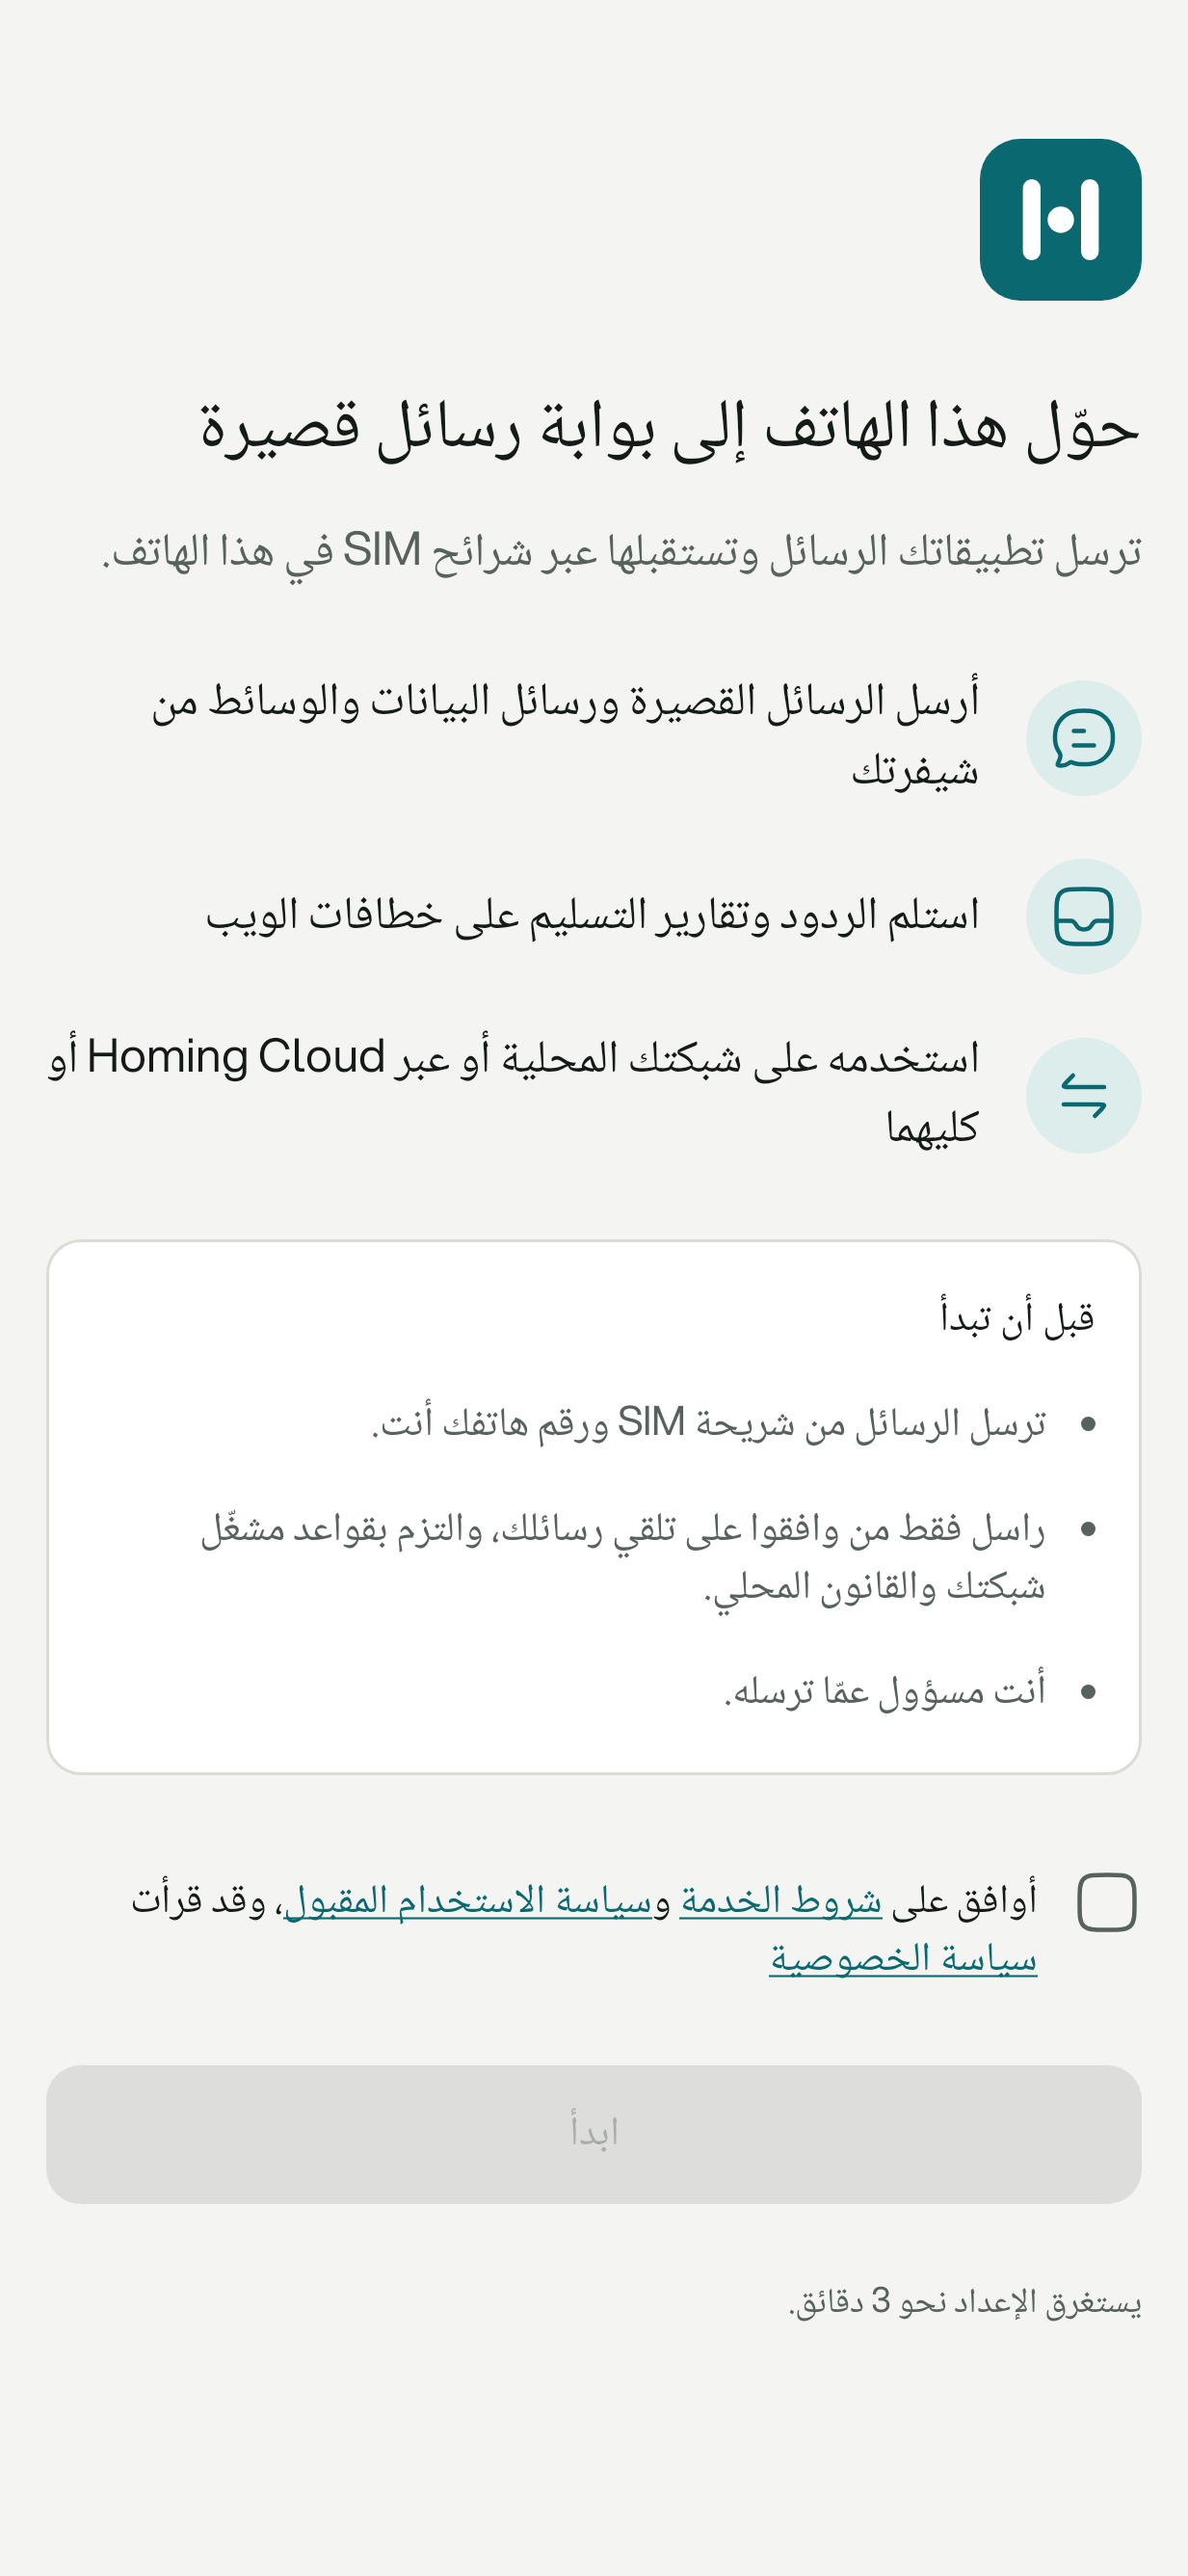 حوّل هذا الهاتف إلى بوابة رسائل قصيرة
ترسل تطبيقاتك الرسائل وتستقبلها عبر شرائح SIM في هذا الهاتف.
أرسل الرسائل القصيرة ورسائل البيانات والوسائط من
شيفرتك
استلم الردود وتقارير التسليم على خطافات الويب
استخدمه على شبكتك المحلية أو عبر Homing Cloud أو
كليهما
قبل أن تبدأ
• ترسل الرسائل من شريحة SIM ورقم هاتفك أنت.
• راسل فقط من وافقوا على تلقي رسائلك، والتزم بقواعد مشغّل
شبكتك والقانون المحلي.
• أنت مسؤول عمّا ترسله.
أوافق على شروط الخدمة وسياسة الاستخدام المقبول، وقد قرأت
سياسة الخصوصية
ابدأ
يستغرق الإعداد نحو 3 دقائق.